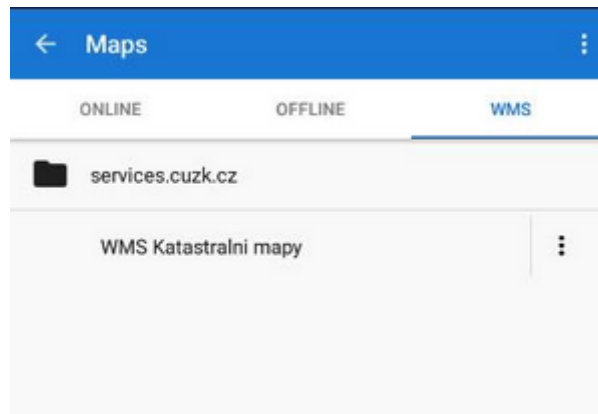 Maps
ONLINE OFFLINE WMS
services.cuzk.cz
WMS Katastralni mapy